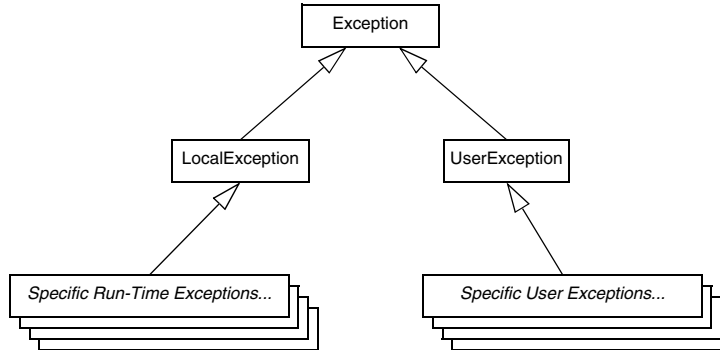 Exception
LocalException
UserException
Specific Run-Time Exceptions...
Specific User Exceptions...